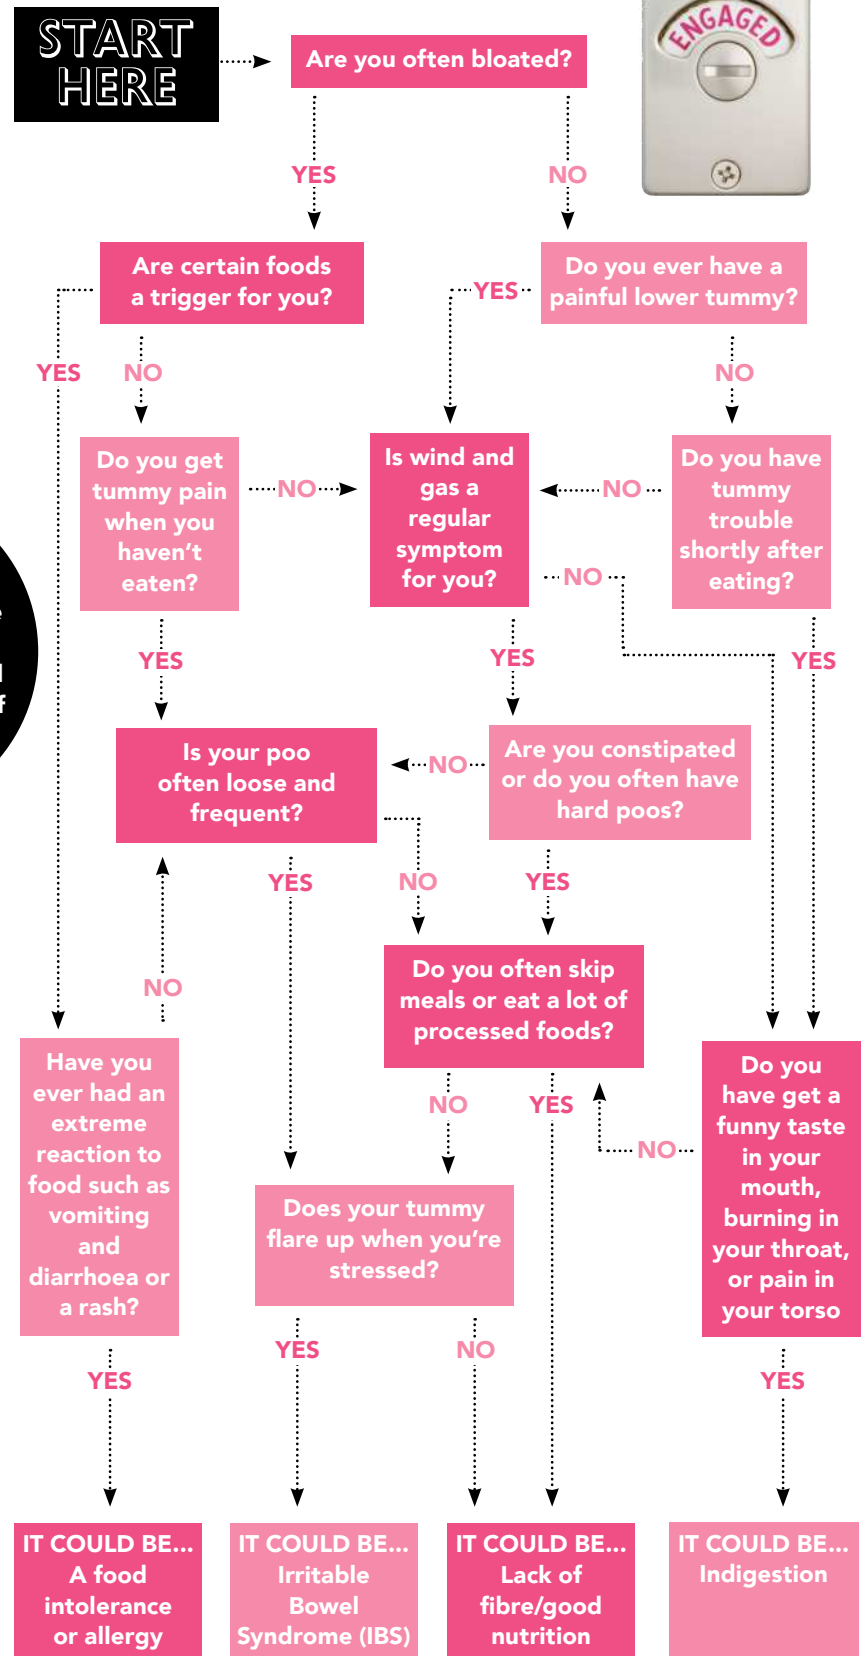 START
HERE
Are you often bloated?
ENGAGED
YES
NO
Are certain foods
a trigger for you?
YES
Do you ever have a
painful lower tummy?
YES
NO
NO
Do you get
tummy pain
when you
haven't
eaten?
NO
Is wind and
gas a
regular
symptom
for you?
NO
Do you have
tummy
trouble
shortly after
eating?
NO
YES
YES
YES
Is your poo
often loose and
frequent?
NO
Are you constipated
or do you often have
hard poos?
YES
NO
YES
Do you often skip
meals or eat a lot of
processed foods?
NO
Have you
ever had an
extreme
reaction to
food such as
vomiting
and
diarrhoea or
a rash?
NO
YES
NO
Do you
have get a
funny taste
in your
mouth,
burning in
your throat,
or pain in
your torso
Does your tummy
flare up when you're
stressed?
YES
YES
NO
YES
IT COULD BE...
A food
intolerance
or allergy
IT COULD BE...
Irritable
Bowel
Syndrome (IBS)
IT COULD BE...
Lack of
fibre/good
nutrition
IT COULD BE...
Indigestion